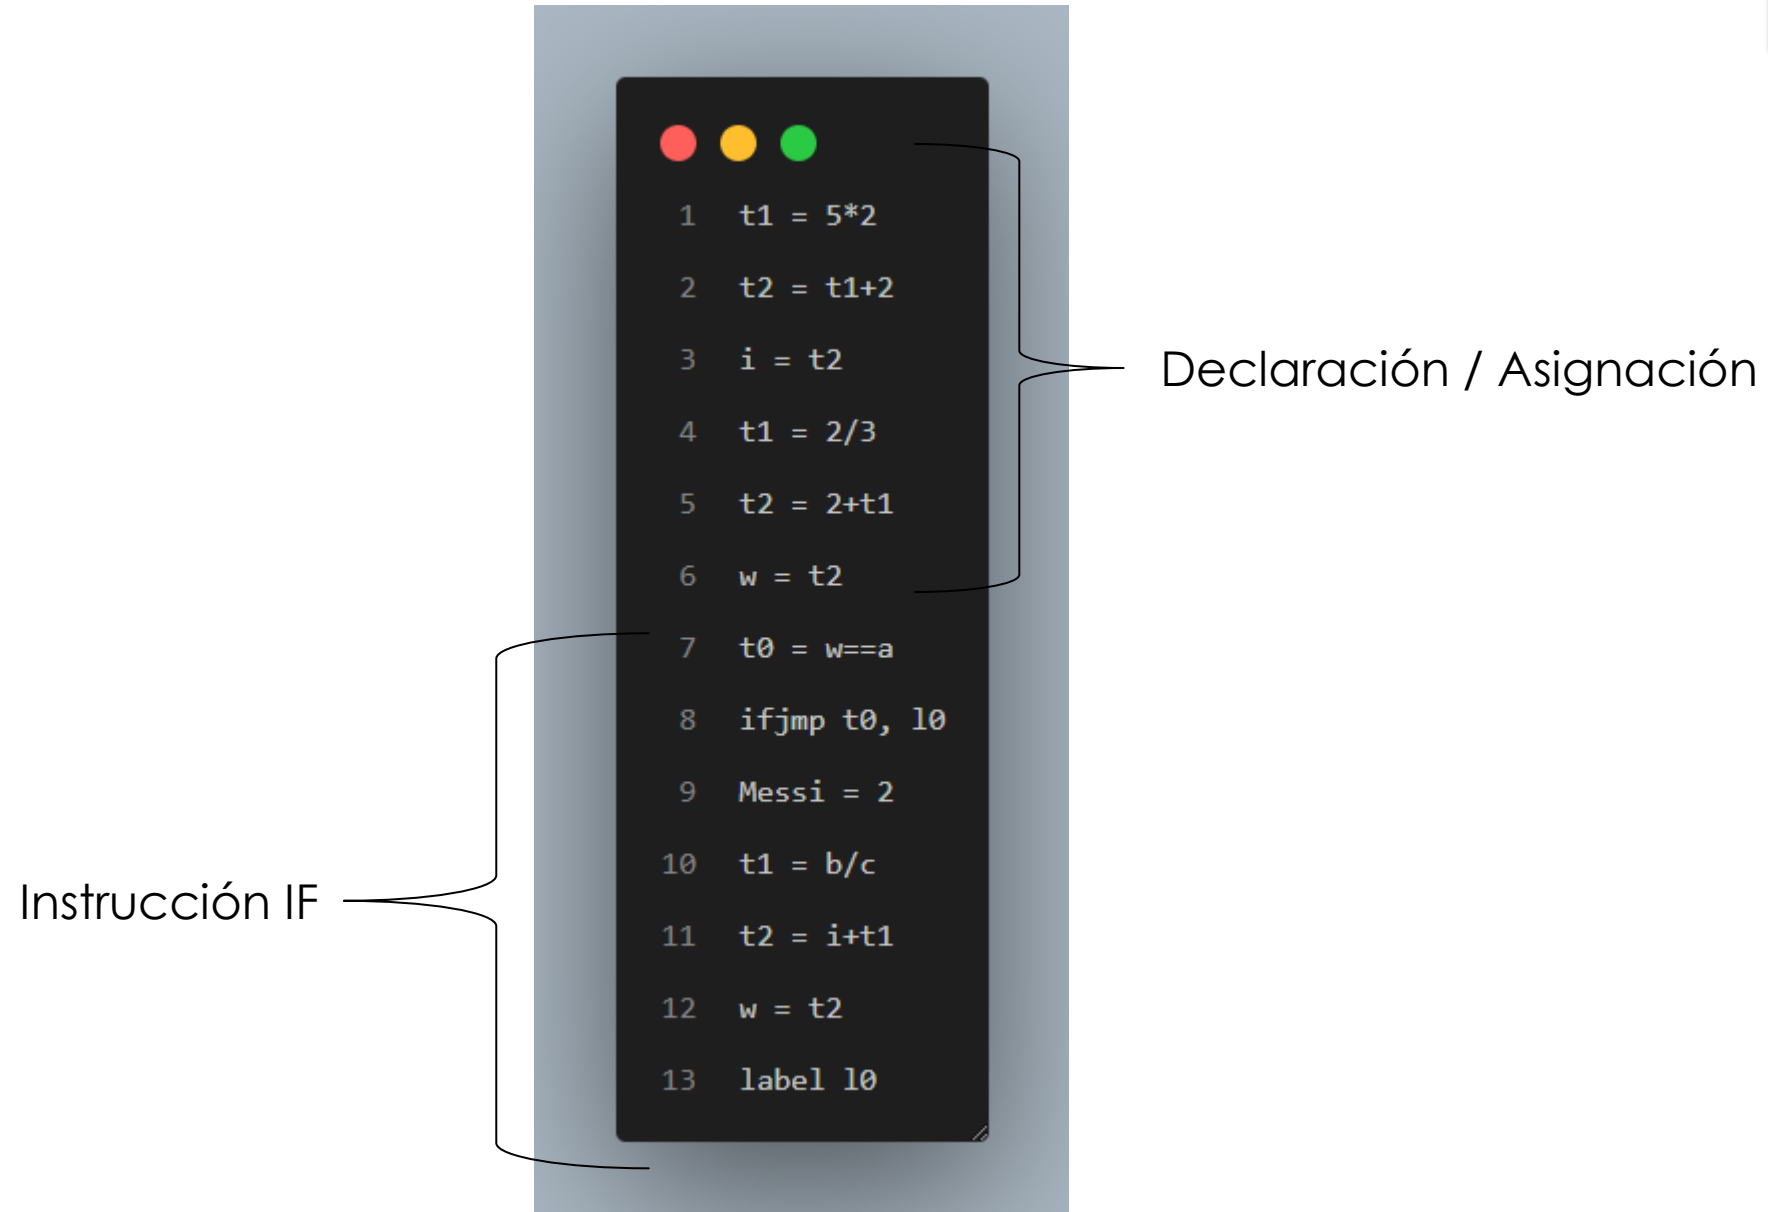 1 t1 = 5*2
2 t2 = t1+2
3 i = t2
Declaración / Asignación
4 t1 = 2/3
5 t2 = 2+t1
6 w = t2
7 t0 = w==a
8 ifjmp t0, l0
9 Messi = 2
10 t1 = b/c
Instrucción IF
11 t2 = i+t1
12 w = t2
13 label l0